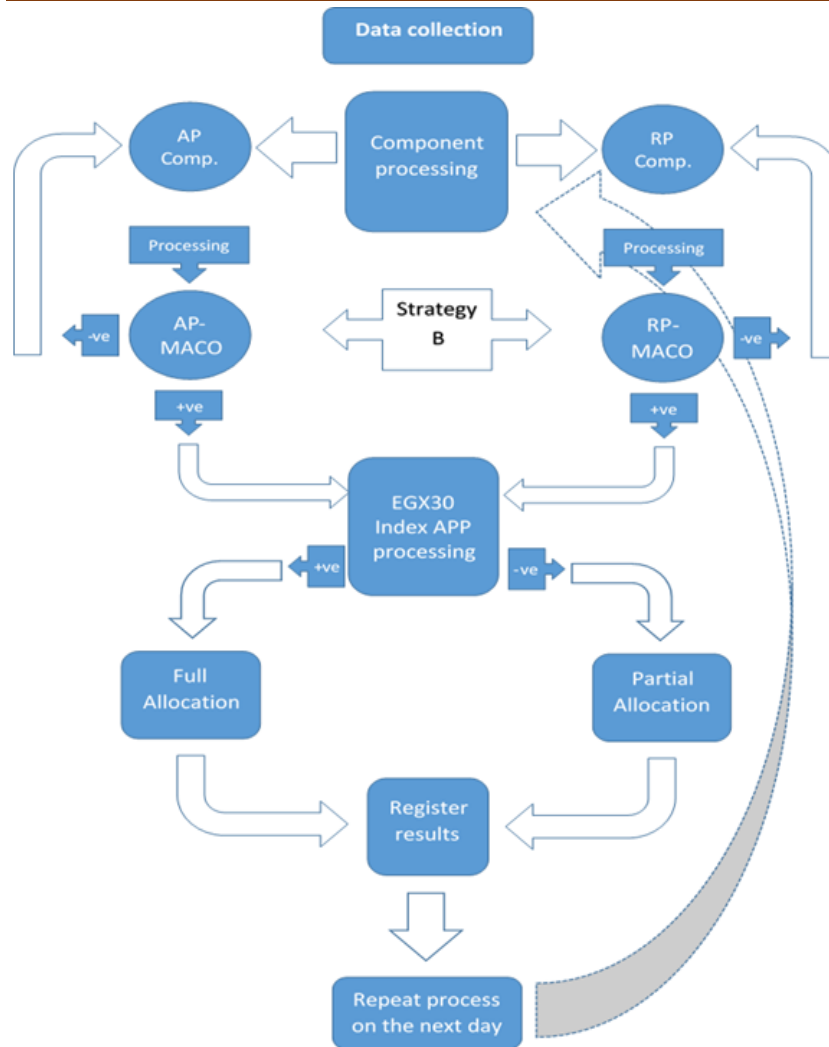 Data collection
AP
Comp.
Component
processing
RP
Comp.
Processing
Processing
-ve
AP-
MACO
Strategy
B
RP-
MACO
-ve
+ve
+ve
EGX30
Index APP
processing
+ve
-ve
Full
Allocation
Partial
Allocation
Register
results
Repeat process
on the next day